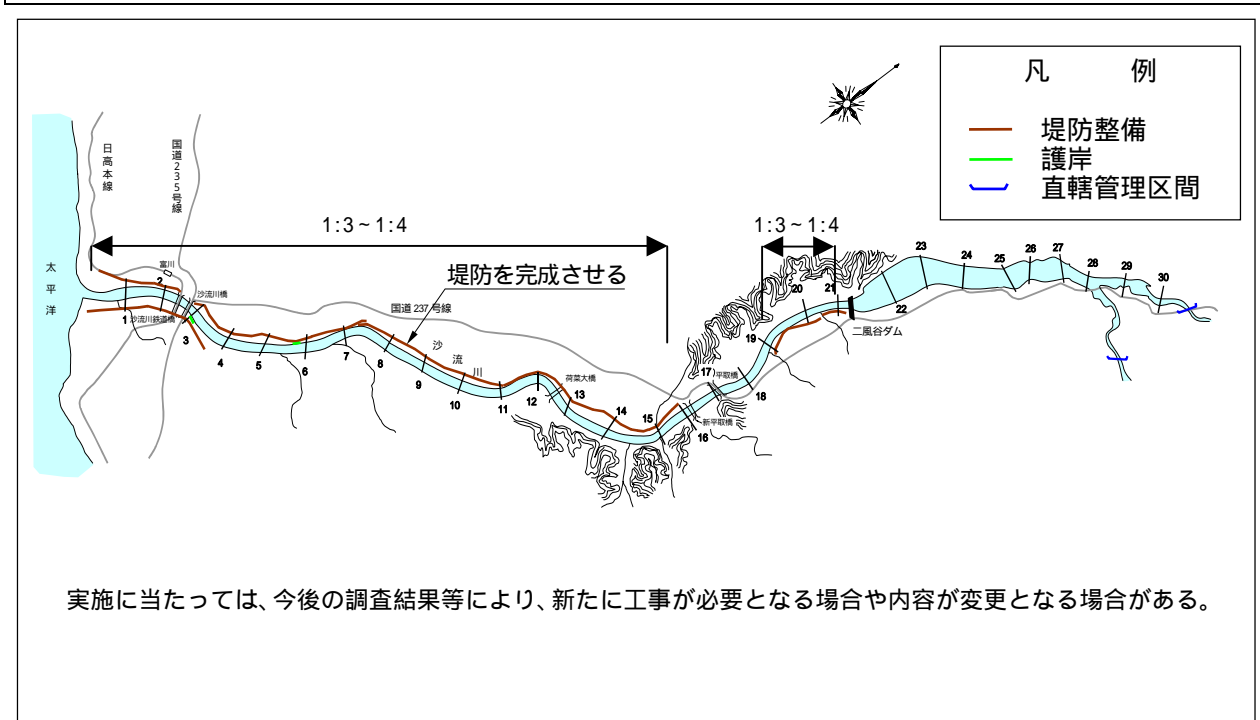 凡 例
堤防整備
護岸
直轄管理区間
日高本線
国道235号線
1:3~1:4
1:3~1:4
太平洋
富川
沙流川橋
沙流川鉄道橋
堤防を完成させる
国道237号線
沙流川
荷菜大橋
平取橋
新平取橋
二風谷ダム
1
2
3
4
5
6
7
8
9
10
11
12
13
14
15
16
17
18
19
20
21
22
23
24
25
26
27
28
29
30
実施に当たっては、今後の調査結果等により、新たに工事が必要となる場合や内容が変更となる場合がある。